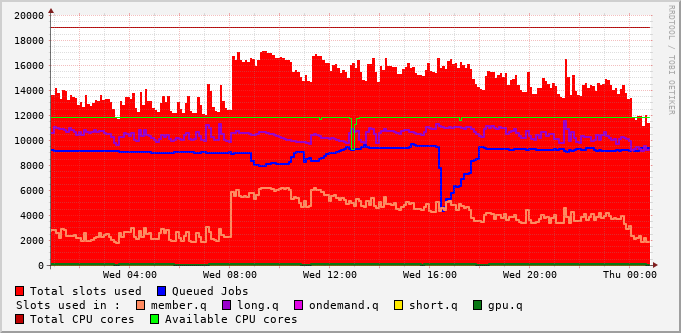 20000
18000
16000
14000
12000
10000
8000
6000
4000
2000
0
Wed 04:00 Wed 08:00 Wed 12:00 Wed 16:00 Wed 20:00 Thu 00:00
Total slots used Queued Jobs
Slots used in : member.q long.q ondemand.q short.q gpu.q
Total CPU cores Available CPU cores
RRDTOOL / TOBI OETIKER